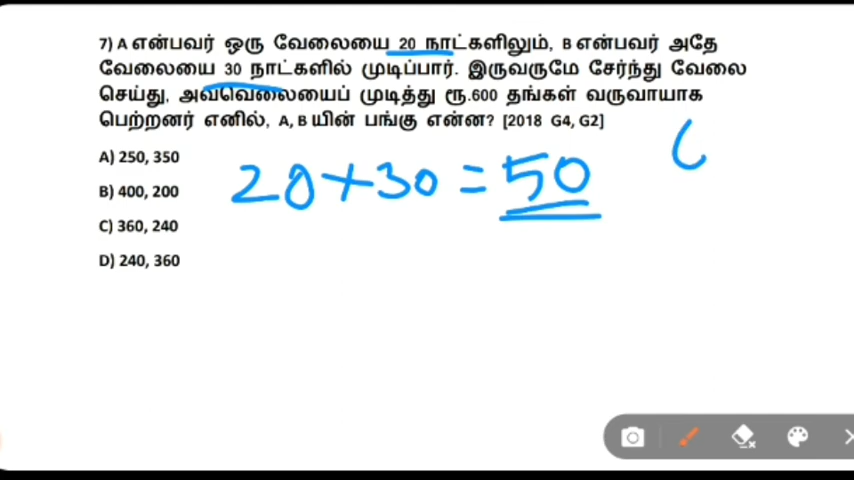 7) A என்பவர் ஒரு வேலையை 20 நாட்களிலும், B என்பவர் அதே
வேலையை 30 நாட்களில் முடிப்பார். இருவருமே சேர்ந்து வேலை
செய்து, அவ்வெலையைப் முடித்து ரூ.600 தங்கள் வருவாயாக
பெற்றனர் எனில், A, B யின் பங்கு என்ன? [2018 G4, G2]
A) 250, 350
B) 400, 200
C) 360, 240
D) 240, 360
20+30=50